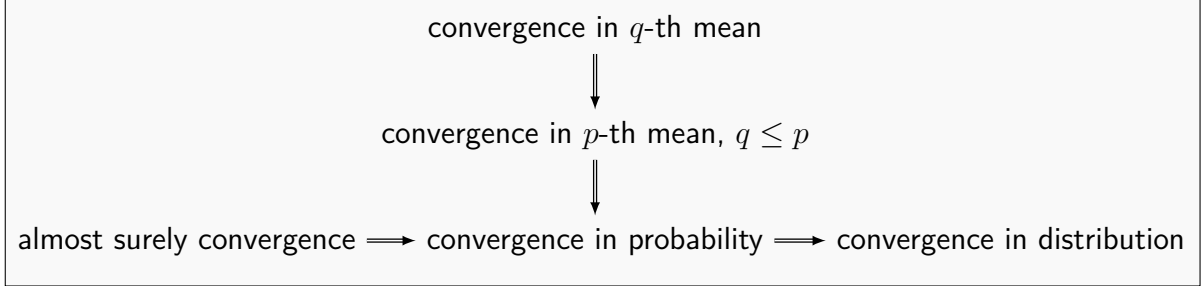 convergence in q-th mean
convergence in p-th mean, q ≤ p
almost surely convergence ⟹ convergence in probability ⟹ convergence in distribution